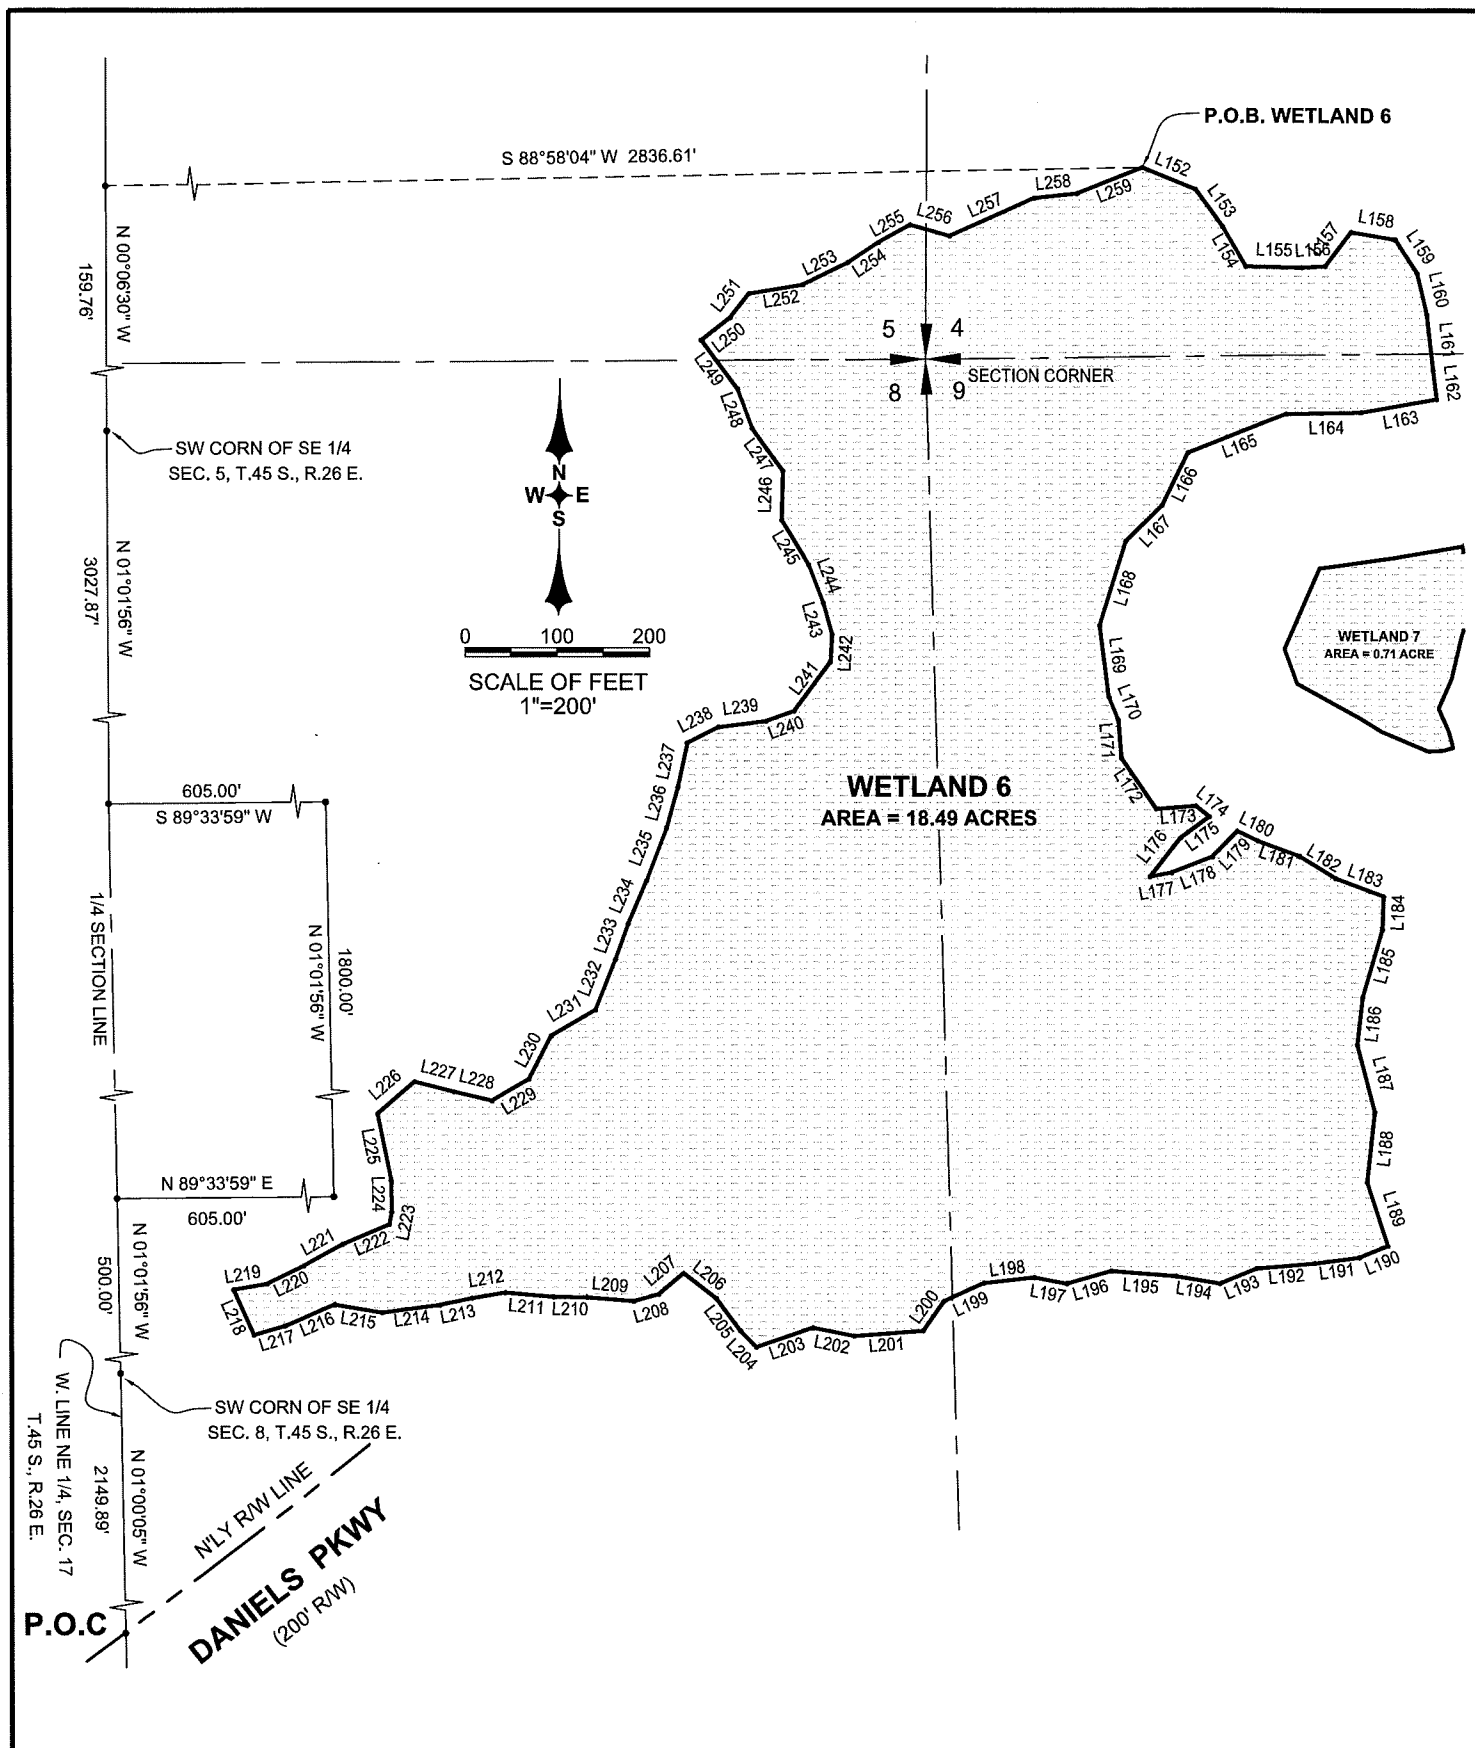 P.O.B. WETLAND 6
S 88°58'04" W 2836.61'
L152
L153
L154
L155
L156
L157
L158
L159
L160
L161
L162
L163
L164
L165
L166
L167
L168
L169
L170
L171
L172
L173
L174
L175
L176
L177
L178
L179
L180
L181
L182
L183
L184
L185
L186
L187
L188
L189
L190
L191
L192
L193
L194
L195
L196
L197
L198
L199
L200
L201
L202
L203
L204
L205
L206
L207
L208
L209
L210
L211
L212
L213
L214
L215
L216
L217
L218
L219
L220
L221
L222
L223
L224
L225
L226
L227
L228
L229
L230
L231
L232
L233
L234
L235
L236
L237
L238
L239
L240
L241
L242
L243
L244
L245
L246
L247
L248
L249
L250
L251
L252
L253
L254
L255
L256
L257
L258
L259
N 00°06'30" W
159.76'
5
4
8
9
SECTION CORNER
SW CORN OF SE 1/4
SEC. 5, T.45 S., R.26 E.
N
W E
S
0 100 200
SCALE OF FEET
1"=200'
N 01°01'56" W
3027.87'
WETLAND 7
AREA = 0.71 ACRE
WETLAND 6
AREA = 18.49 ACRES
605.00'
S 89°33'59" W
1/4 SECTION LINE
N 01°01'56" W
1800.00'
N 89°33'59" E
605.00'
N 01°01'56" W
500.00'
SW CORN OF SE 1/4
SEC. 8, T.45 S., R.26 E.
W. LINE NE 1/4, SEC. 17
T.45 S., R.26 E.
N 01°00'05" W
2149.89'
N'LY R/W LINE
DANIELS PKWY
(200' R/W)
P.O.C